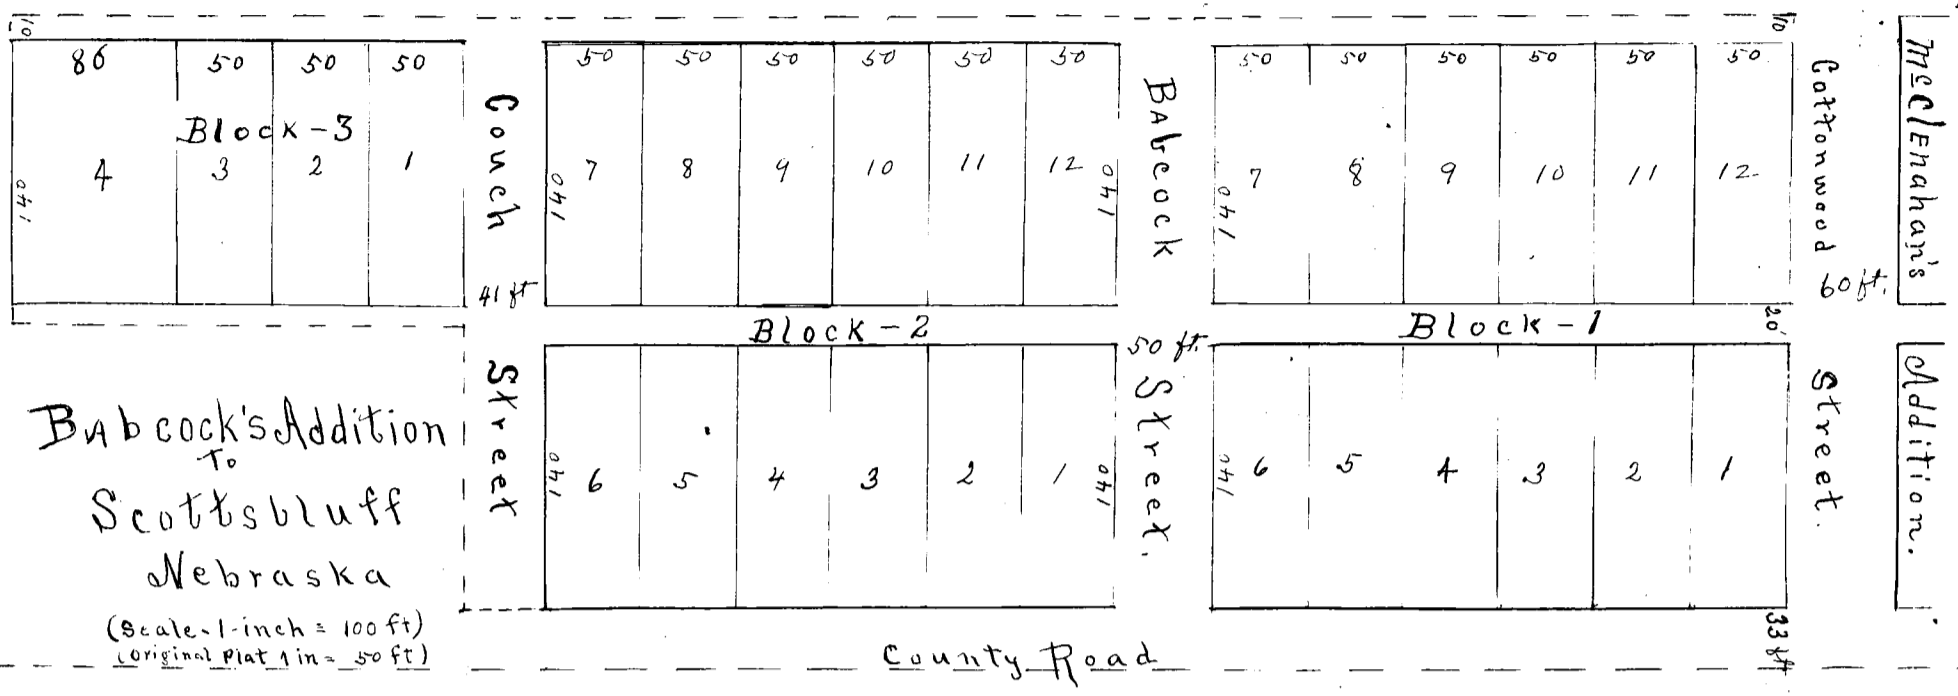 10 10
86 50 50 50 50 50 50 50 50 50 50 50 50 50 50 50
Block-3
4 3 2 1
140
Couch
41 ft
Street
7 8 9 10 11 12
140 140
Block-2
6 5 4 3 2 1
140 140
BAbcock
50 ft.
Street.
7 8 9 10 11 12
140
Block-1
20
6 5 4 3 2 1
140
Cottonwood
60 ft.
Street.
McClEnahan's
Addition.
BAbcock's Addition
To
Scottsbluff
Nebraska
(Scale-1-inch = 100 ft)
(Original Plat 1 in = 50 ft)
County Road
33 ft